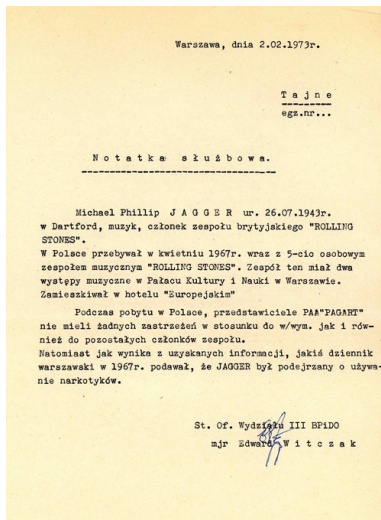 Warszawa, dnia 2.02.1973r.
T a j n e
egz.nr...
N o t a t k a  s ł u ż b o w a.
Michael Phillip J A G G E R ur. 26.07.1943r.
w Dartford, muzyk, członek zespołu brytyjskiego "ROLLING
STONES".
W Polsce przebywał w kwietniu 1967r. wraz z 5-cio osobowym
zespołem muzycznym "ROLLING STONES". Zespół ten miał dwa
występy muzyczne w Pałacu Kultury i Nauki w Warszawie.
Zamieszkiwał w hotelu "Europejskim"
Podczas pobytu w Polsce, przedstawiciele PAA"PAGART"
nie mieli żadnych zastrzeżeń w stosunku do w/wym. jak i rów-
nież do pozostałych członków zespołu.
Natomiast jak wynika z uzyskanych informacji, jakiś dziennik
warszawski w 1967r. podawał, że JAGGER był podejrzany o używa-
nie narkotyków.
St. Of. Wydziału III BPiDO
mjr Edward W i t c z a k